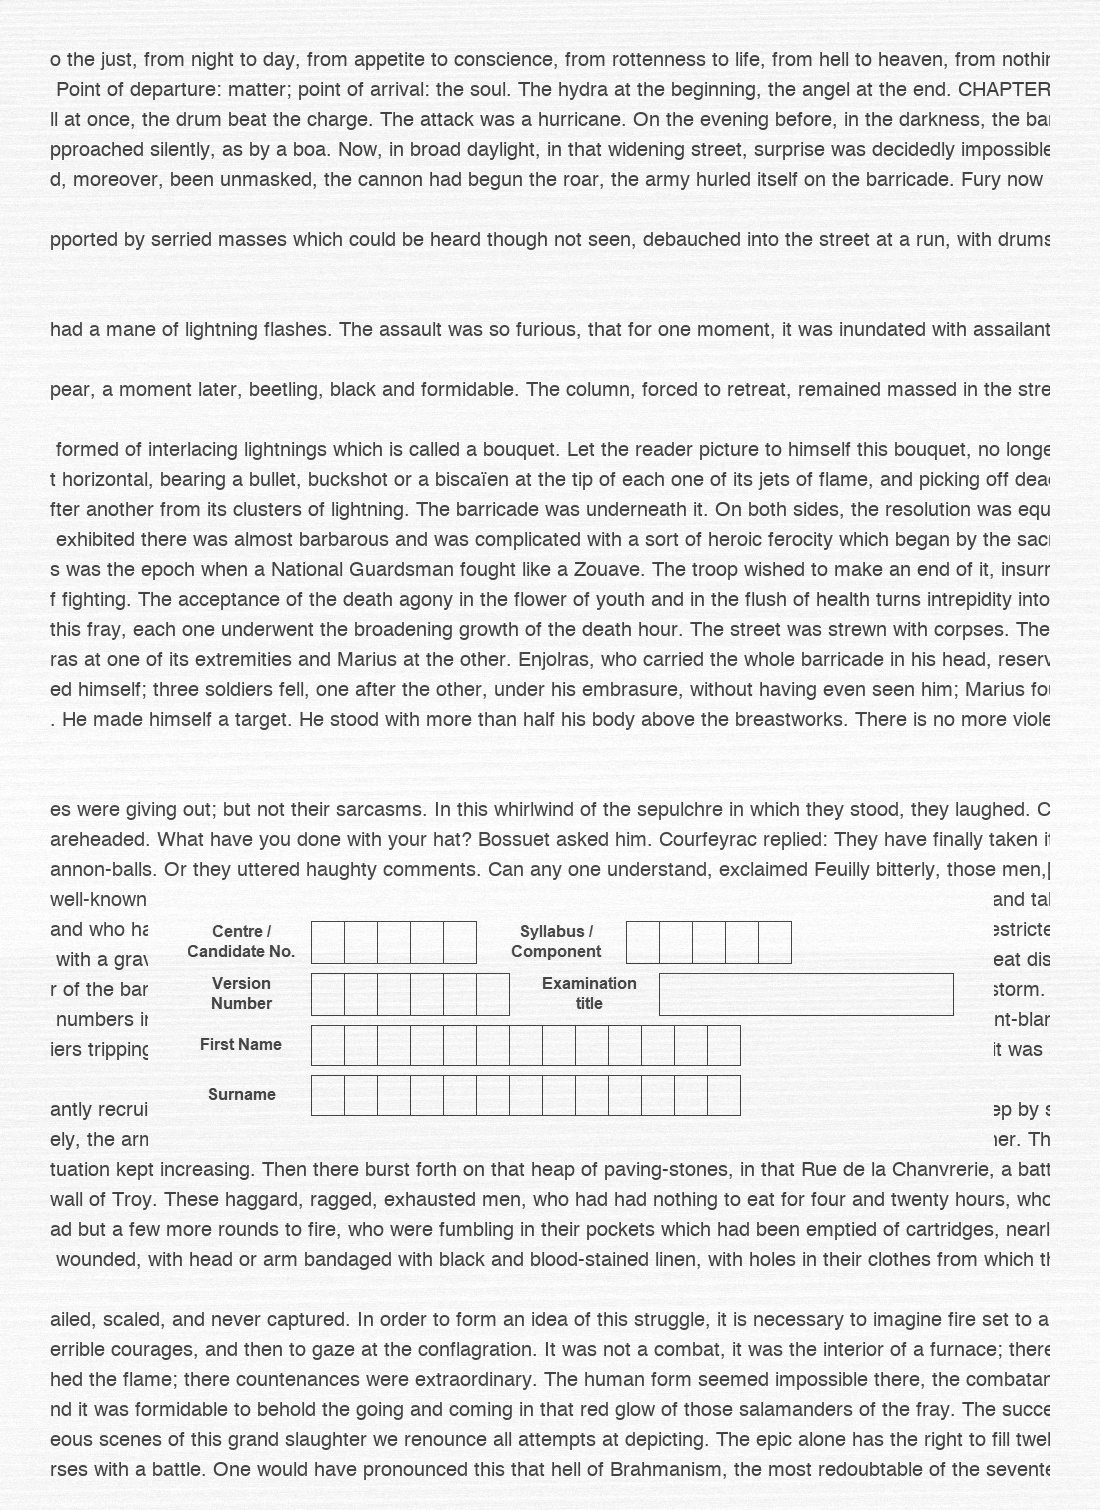 o the just, from night to day, from appetite to conscience, from rottenness to life, from hell to heaven, from
Point of departure: matter; point of arrival: the soul. The hydra at the beginning, the angel at the end. CHAPTER
ll at once, the drum beat the charge. The attack was a hurricane. On the evening before, in the darkness, the
pproached silently, as by a boa. Now, in broad daylight, in that widening street, surprise was decidedly impossible
d, moreover, been unmasked, the cannon had begun the roar, the army hurled itself on the barricade. Fury now
pported by serried masses which could be heard though not seen, debauched into the street at a run, with drums
had a mane of lightning flashes. The assault was so furious, that for one moment, it was inundated with assailant
pear, a moment later, beetling, black and formidable. The column, forced to retreat, remained massed in the stre
formed of interlacing lightnings which is called a bouquet. Let the reader picture to himself this bouquet, no longe
t horizontal, bearing a bullet, buckshot or a biscaïen at the tip of each one of its jets of flame, and picking off
fter another from its clusters of lightning. The barricade was underneath it. On both sides, the resolution was equ
exhibited there was almost barbarous and was complicated with a sort of heroic ferocity which began by the
s was the epoch when a National Guardsman fought like a Zouave. The troop wished to make an end of it, insurr
f fighting. The acceptance of the death agony in the flower of youth and in the flush of health turns intrepidity into
this fray, each one underwent the broadening growth of the death hour. The street was strewn with corpses. The
ras at one of its extremities and Marius at the other. Enjolras, who carried the whole barricade in his head, reserv
ed himself; three soldiers fell, one after the other, under his embrasure, without having even seen him; Marius
. He made himself a target. He stood with more than half his body above the breastworks. There is no more viole
es were giving out; but not their sarcasms. In this whirlwind of the sepulchre in which they stood, they laughed. C
areheaded. What have you done with your hat? Bossuet asked him. Courfeyrac replied: They have finally taken it
annon-balls. Or they uttered haughty comments. Can any one understand, exclaimed Feuilly bitterly, those men,
well-known and
and who estricte
with a eat dis
r of the bar storm.
numbers
iers tripping it was
antly recrui by
ely, the arm Th
Centre / Candidate No.
Syllabus / Component
Version Number
Examination title
First Name
Surname
tuation kept increasing. Then there burst forth on that heap of paving-stones, in that Rue de la Chanvrerie, a batt
wall of Troy. These haggard, ragged, exhausted men, who had had nothing to eat for four and twenty hours, who
ad but a few more rounds to fire, who were fumbling in their pockets which had been emptied of cartridges, nearl
wounded, with head or arm bandaged with black and blood-stained linen, with holes in their clothes from which
ailed, scaled, and never captured. In order to form an idea of this struggle, it is necessary to imagine fire set to a
errible courages, and then to gaze at the conflagration. It was not a combat, it was the interior of a furnace; there
hed the flame; there countenances were extraordinary. The human form seemed impossible there, the
nd it was formidable to behold the going and coming in that red glow of those salamanders of the fray. The succe
eous scenes of this grand slaughter we renounce all attempts at depicting. The epic alone has the right to fill
rses with a battle. One would have pronounced this that hell of Brahmanism, the most redoubtable of the